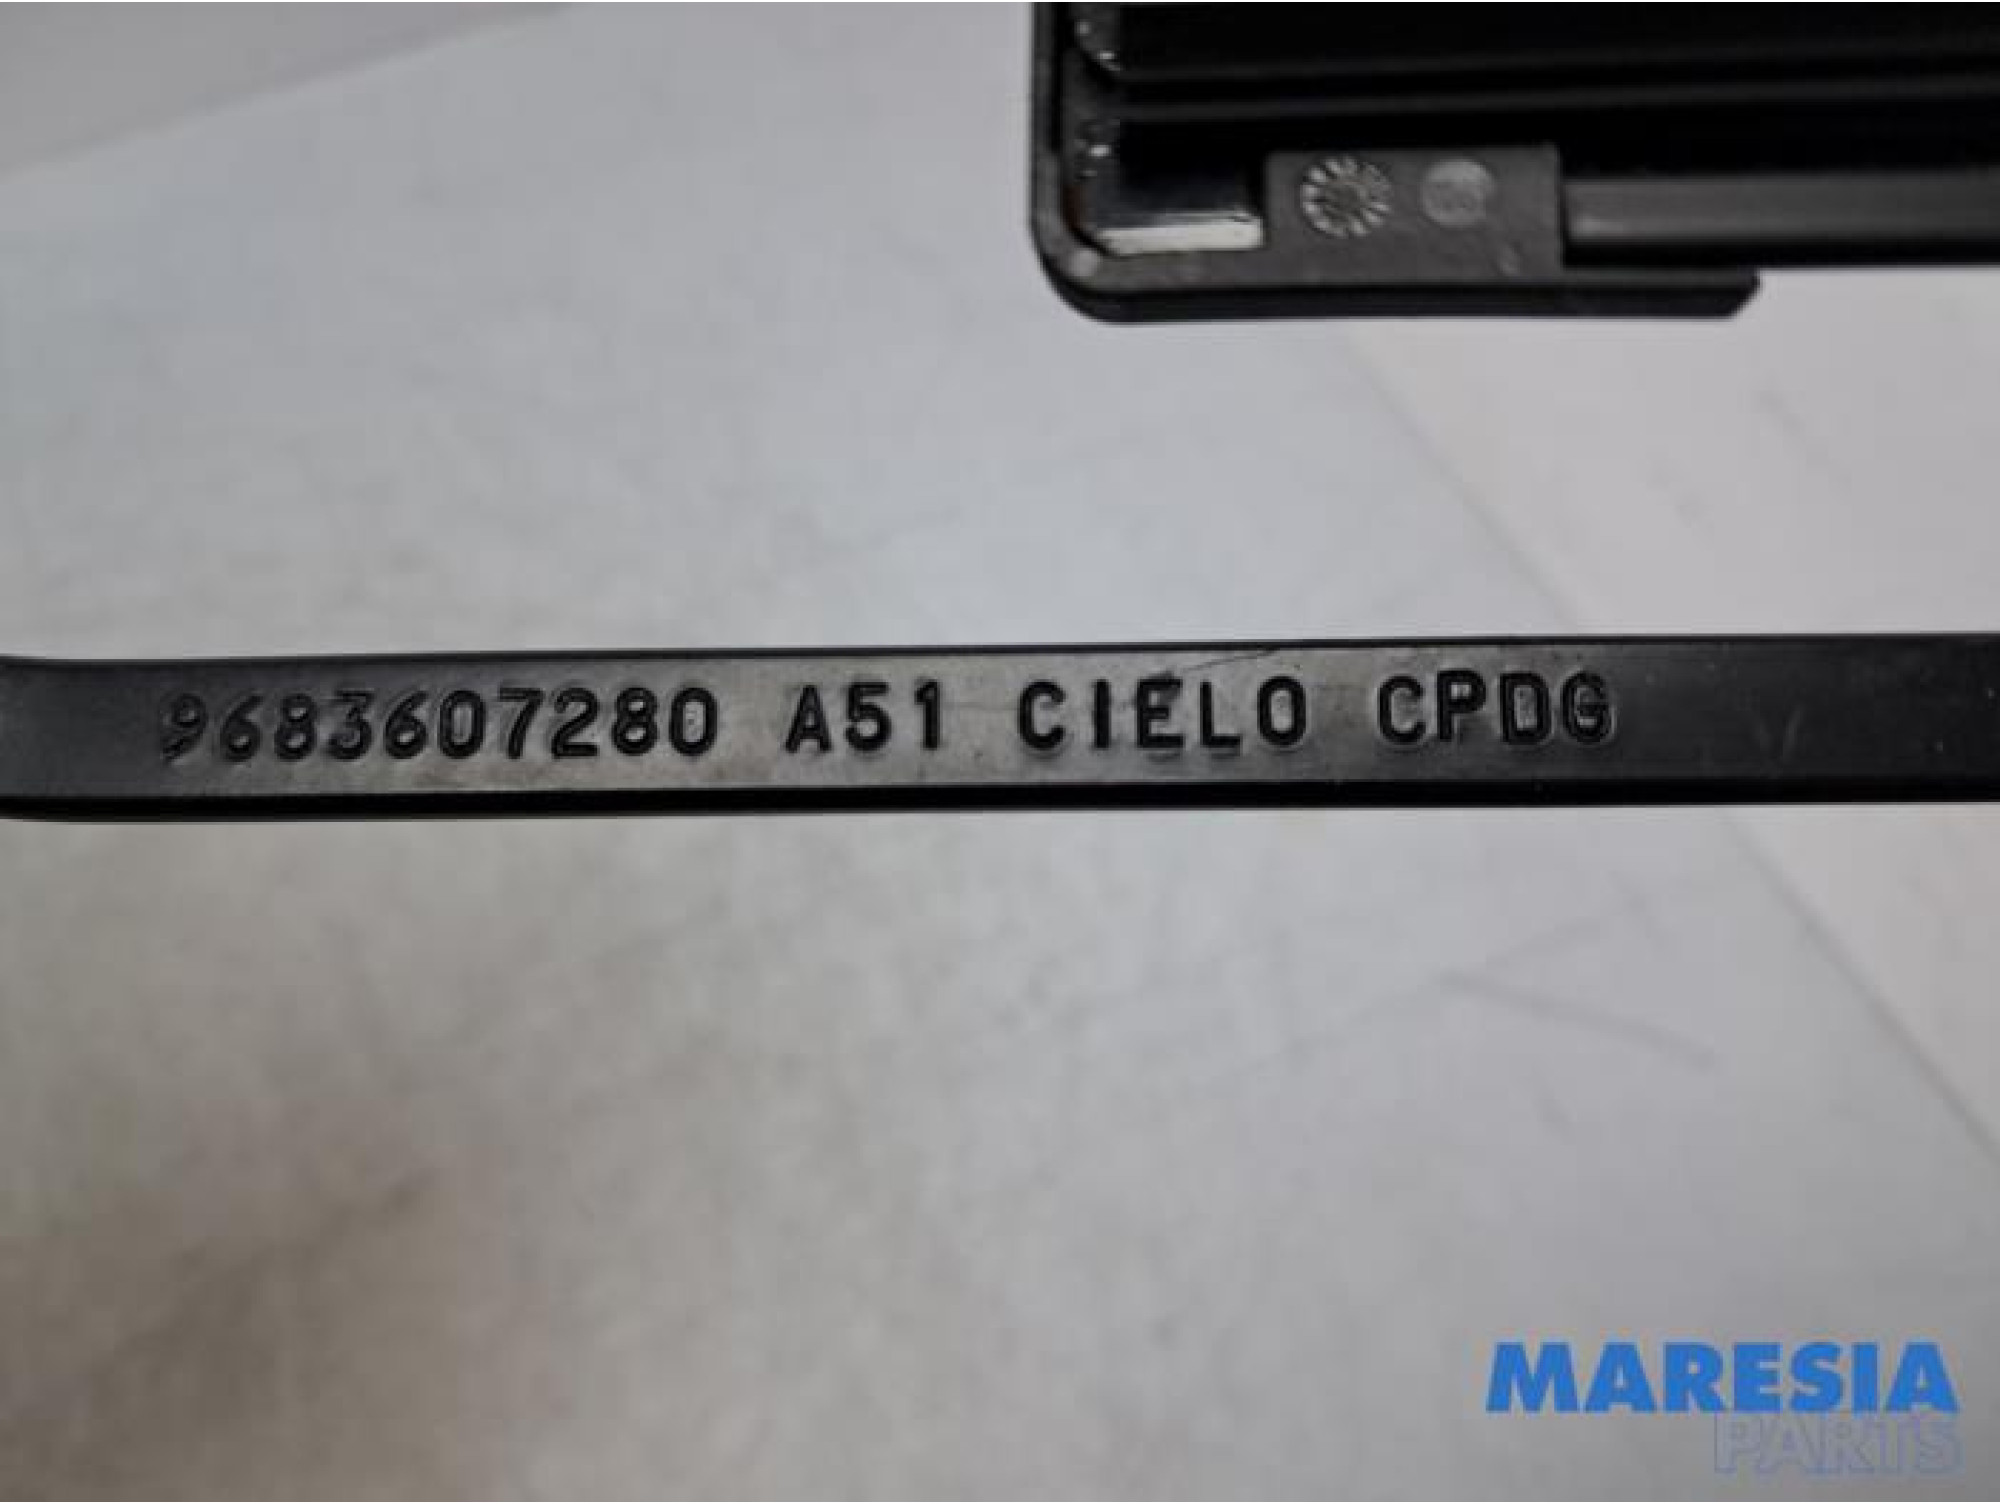 9683607280 A51 CIELO CPDG
MARESIA
PARTS